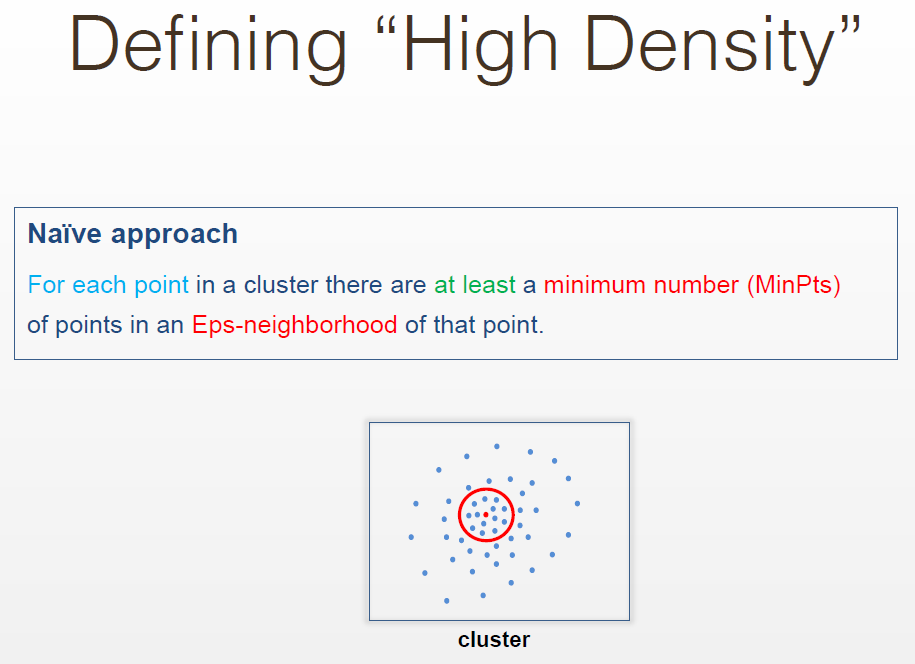 Defining “High Density”
Naïve approach
For each point in a cluster there are at least a minimum number (MinPts)
of points in an Eps-neighborhood of that point.
cluster